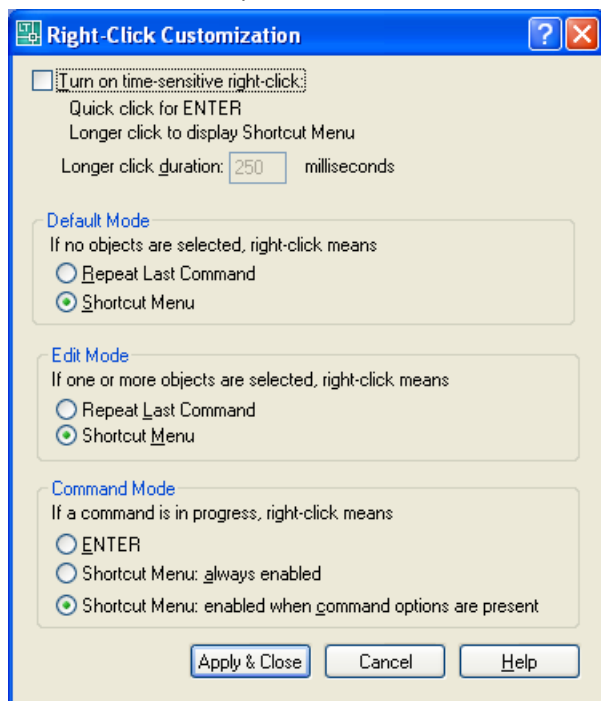 LT
Right-Click Customization
Turn on time-sensitive right-click:
Quick click for ENTER
Longer click to display Shortcut Menu
Longer click duration: 250 milliseconds
Default Mode
If no objects are selected, right-click means
Repeat Last Command
Shortcut Menu
Edit Mode
If one or more objects are selected, right-click means
Repeat Last Command
Shortcut Menu
Command Mode
If a command is in progress, right-click means
ENTER
Shortcut Menu: always enabled
Shortcut Menu: enabled when command options are present
Apply & Close Cancel Help